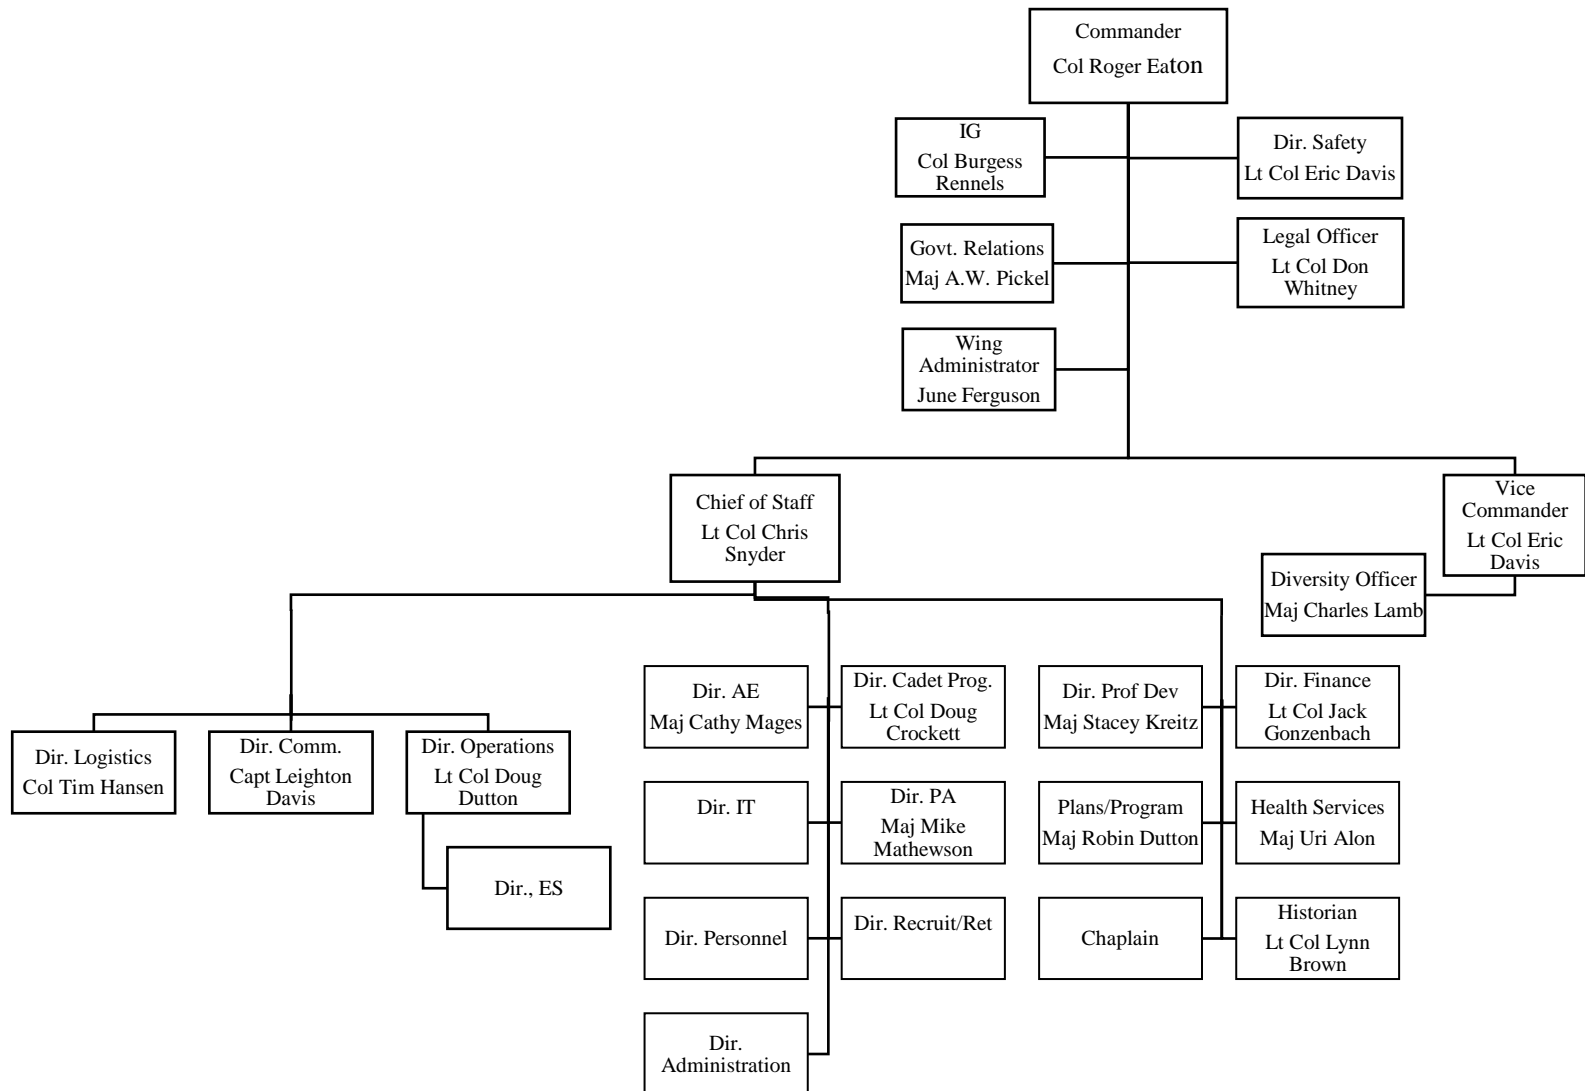 Commander
Col Roger Eaton
IG
Col Burgess
Rennels
Dir. Safety
Lt Col Eric Davis
Govt. Relations
Maj A.W. Pickel
Legal Officer
Lt Col Don
Whitney
Wing
Administrator
June Ferguson
Chief of Staff
Lt Col Chris
Snyder
Vice
Commander
Lt Col Eric
Davis
Diversity Officer
Maj Charles Lamb
Dir. Logistics
Col Tim Hansen
Dir. Comm.
Capt Leighton
Davis
Dir. Operations
Lt Col Doug
Dutton
Dir., ES
Dir. AE
Maj Cathy Mages
Dir. Cadet Prog.
Lt Col Doug
Crockett
Dir. IT
Dir. PA
Maj Mike
Mathewson
Dir. Personnel
Dir. Recruit/Ret
Dir.
Administration
Dir. Prof Dev
Maj Stacey Kreitz
Dir. Finance
Lt Col Jack
Gonzenbach
Plans/Program
Maj Robin Dutton
Health Services
Maj Uri Alon
Chaplain
Historian
Lt Col Lynn
Brown